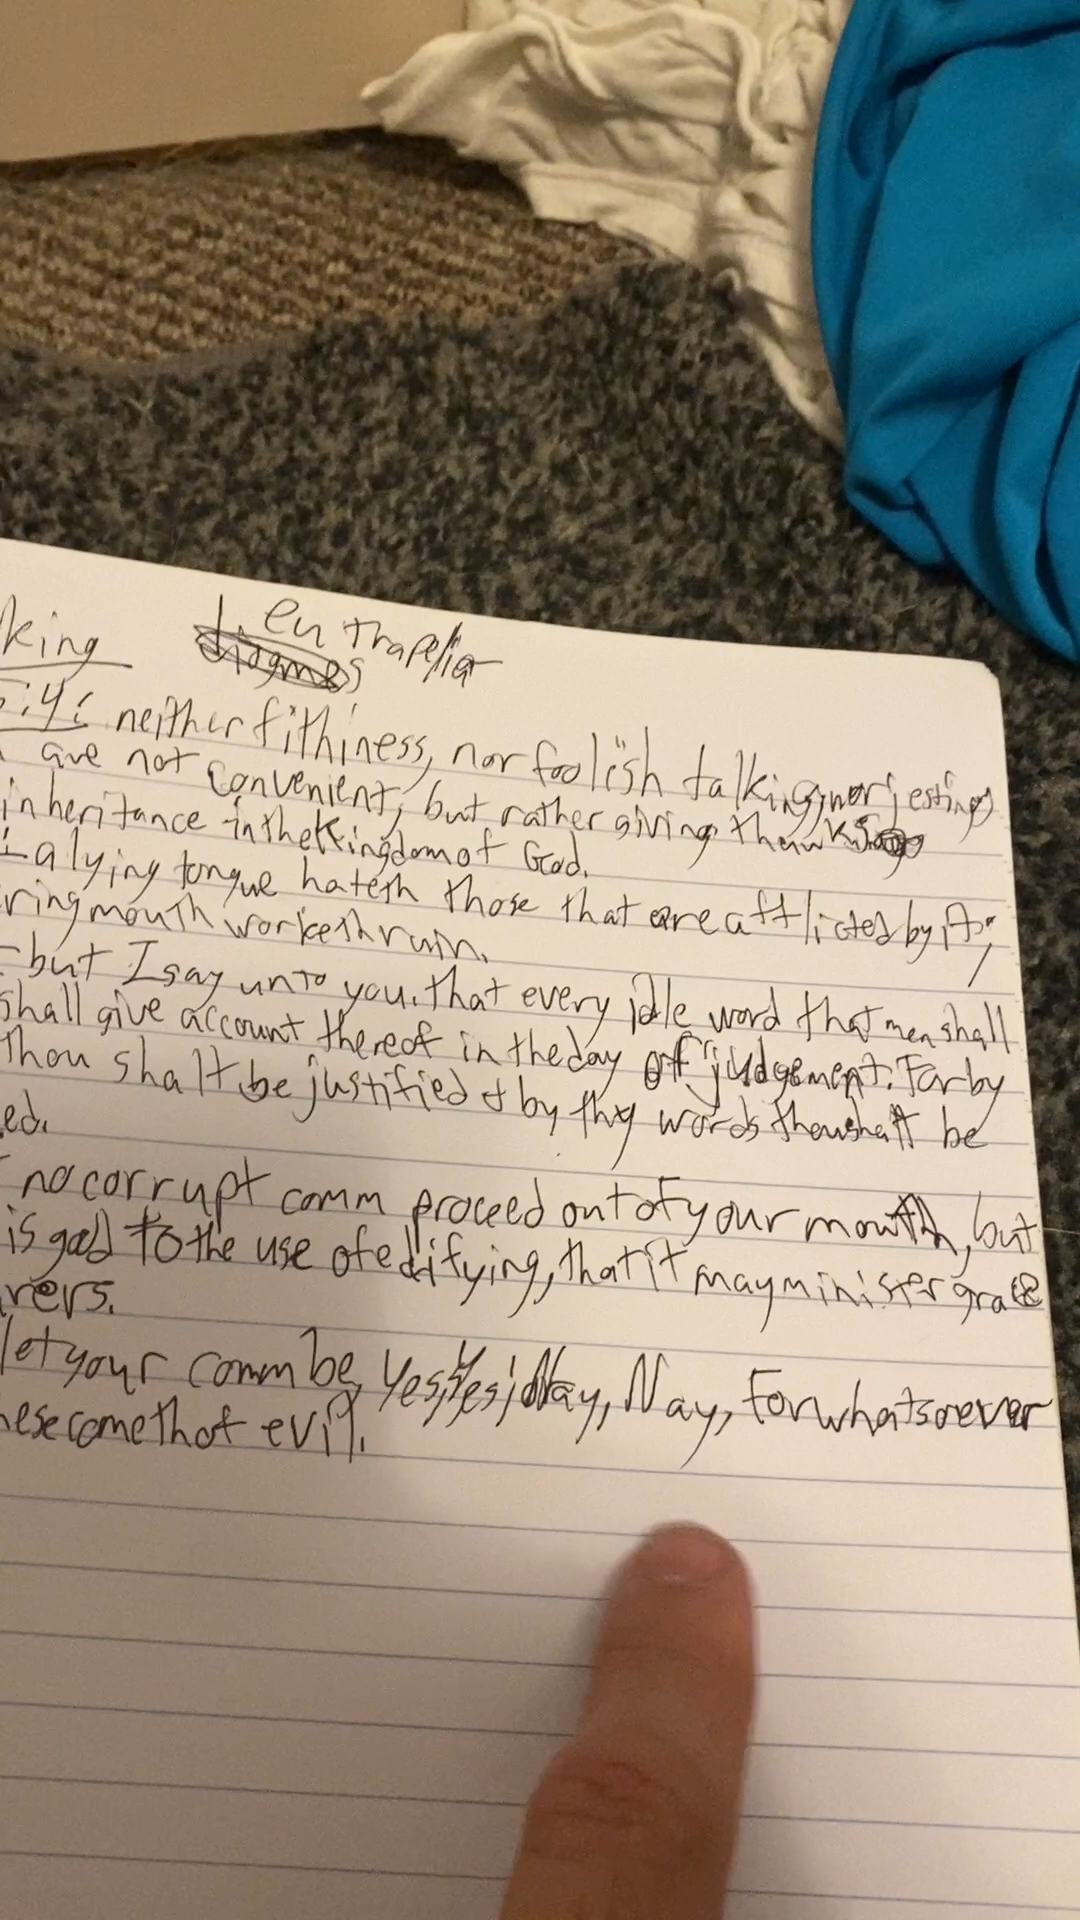 king eutrapelia
5:4: neither fithiness, nor foolish talking, nor jesting,
are not convenient, but rather giving thanks
inheritance in the Kingdom of God.
a lying tongue hateth those that are afflicted by it;
ring mouth worketh ruin.
- but I say unto you, that every idle word that men shall
shall give account thereof in the day of judgement. For by
thou shalt be justified & by thy words thou shalt be
ed.
no corrupt comm proceed out of your mouth, but
is good to the use of edifying, that it may minister grace
rers.
let your comm be, Yes, Yes; Nay, Nay, For whatsoever
hese cometh of evil.